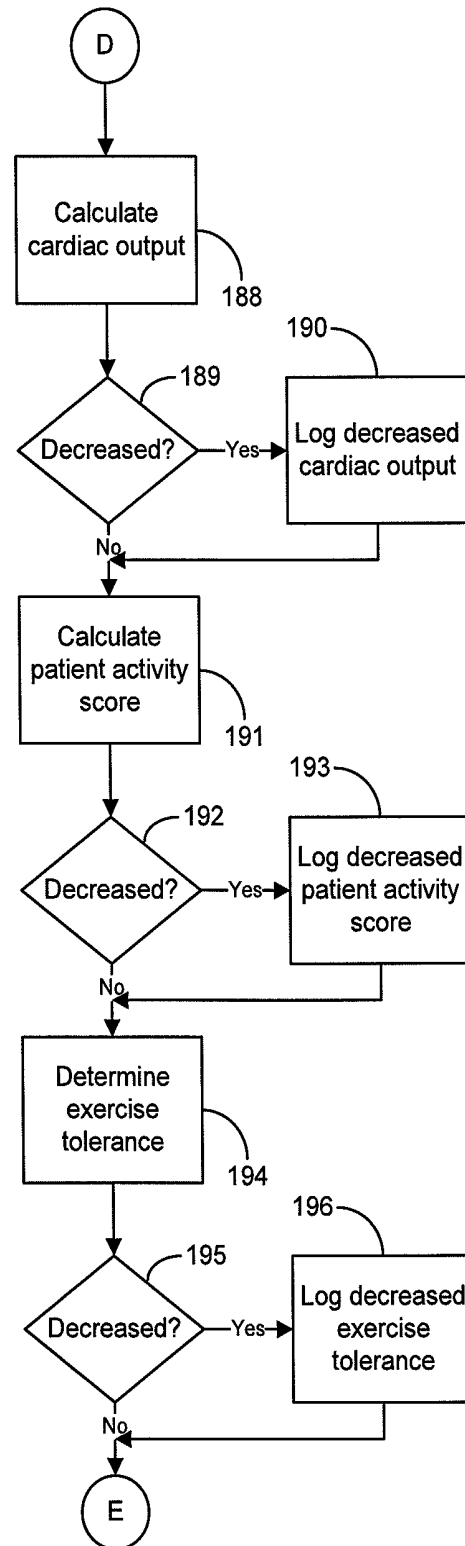 D
Calculate
cardiac output
188
189
190
Decreased?
Yes
Log decreased
cardiac output
No
Calculate
patient activity
score
191
192
193
Decreased?
Yes
Log decreased
patient activity
score
No
Determine
exercise
tolerance
194
195
196
Decreased?
Yes
Log decreased
exercise
tolerance
No
E